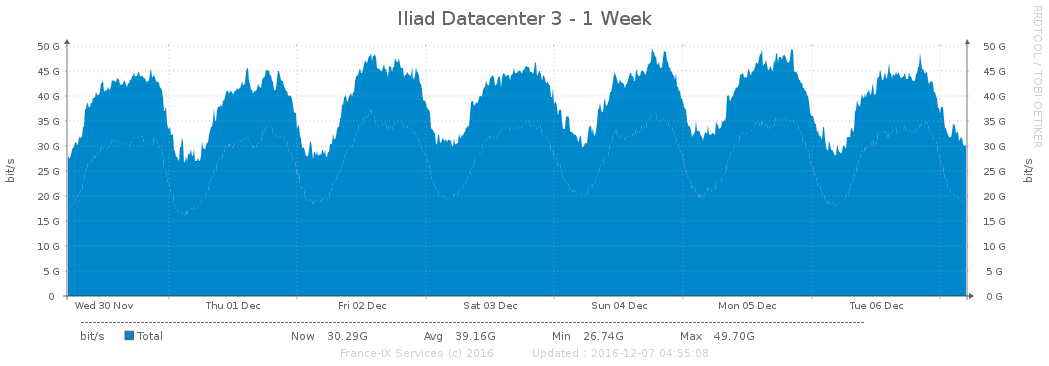 Iliad Datacenter 3 - 1 Week
RRDTOOL / TOBI OETIKER
50 G 50 G
45 G 45 G
40 G 40 G
35 G 35 G
30 G 30 G
25 G 25 G
20 G 20 G
15 G 15 G
10 G 10 G
5 G 5 G
0 0 G
bit/s bit/s
Wed 30 Nov Thu 01 Dec Fri 02 Dec Sat 03 Dec Sun 04 Dec Mon 05 Dec Tue 06 Dec
bit/s Total Now 30.29G Avg 39.16G Min 26.74G Max 49.70G
France-IX Services (c) 2016 Updated : 2016-12-07 04:55:08